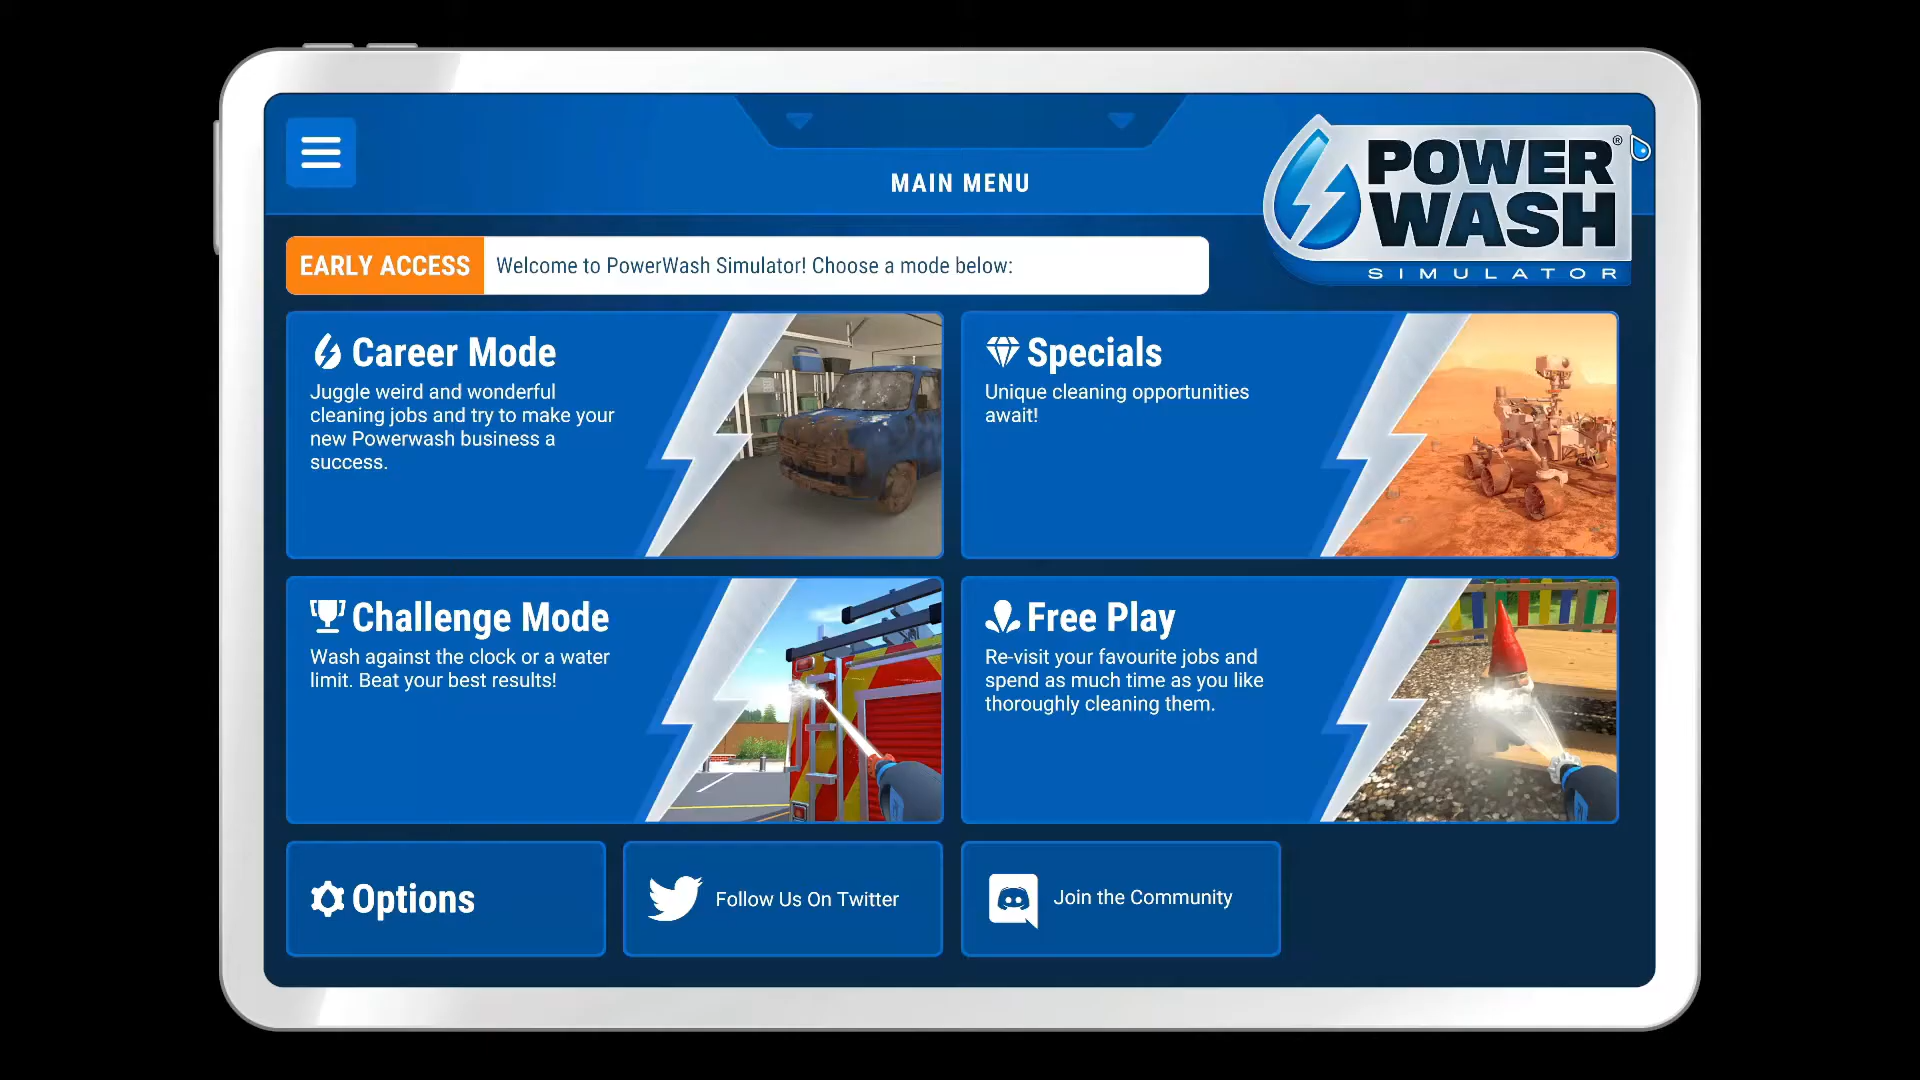 MAIN MENU
POWER
WASH
®
SIMULATOR
EARLY ACCESS
Welcome to PowerWash Simulator! Choose a mode below:
Career Mode
Juggle weird and wonderful
cleaning jobs and try to make your
new Powerwash business a
success.
Specials
Unique cleaning opportunities
await!
Challenge Mode
Wash against the clock or a water
limit. Beat your best results!
Free Play
Re-visit your favourite jobs and
spend as much time as you like
thoroughly cleaning them.
Options
Follow Us On Twitter
Join the Community